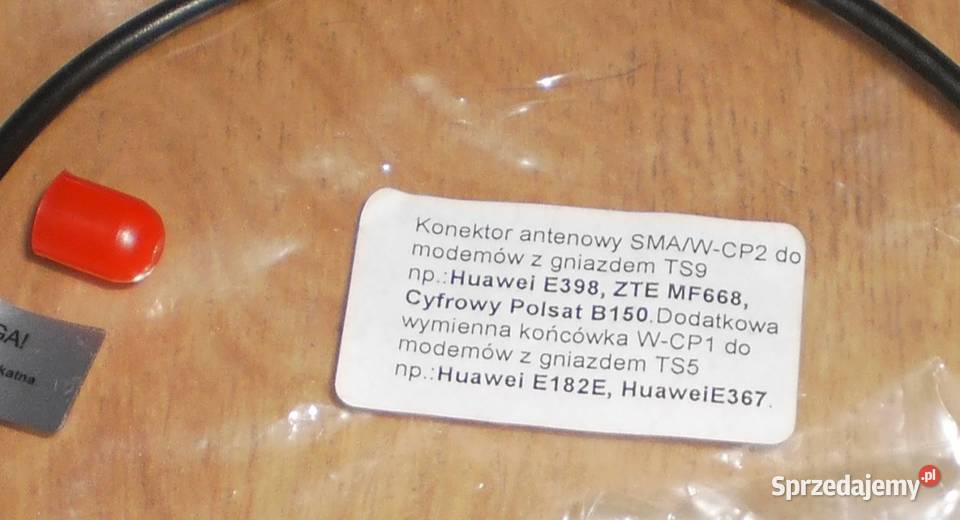 Konektor antenowy SMA/W-CP2 do
modemów z gniazdem TS9
np.:Huawei E398, ZTE MF668,
Cyfrowy Polsat B150.Dodatkowa
wymienna końcówka W-CP1 do
modemów z gniazdem TS5
np.:Huawei E182E, HuaweiE367.
GA!
katna
Sprzedajemy.pl